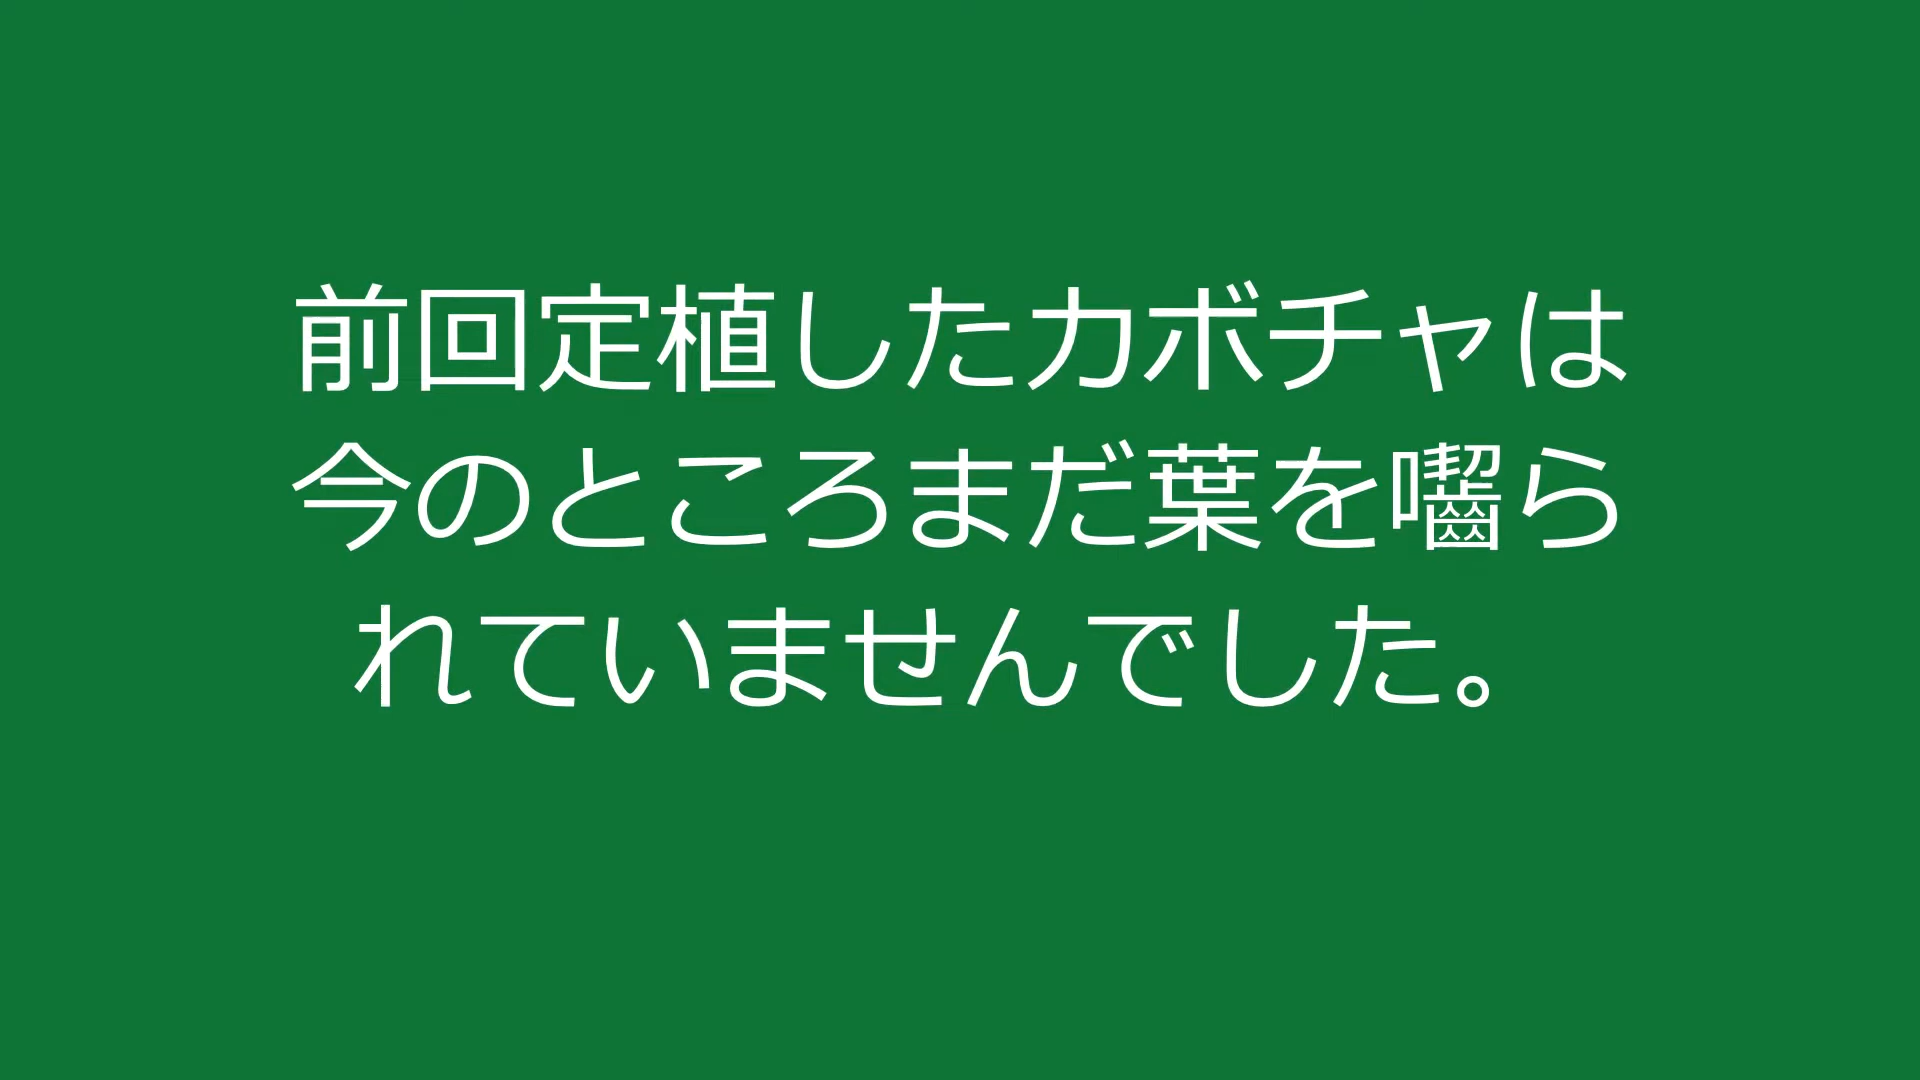 前回定植したカボチャは
今のところまだ葉を囓ら
れていませんでした。